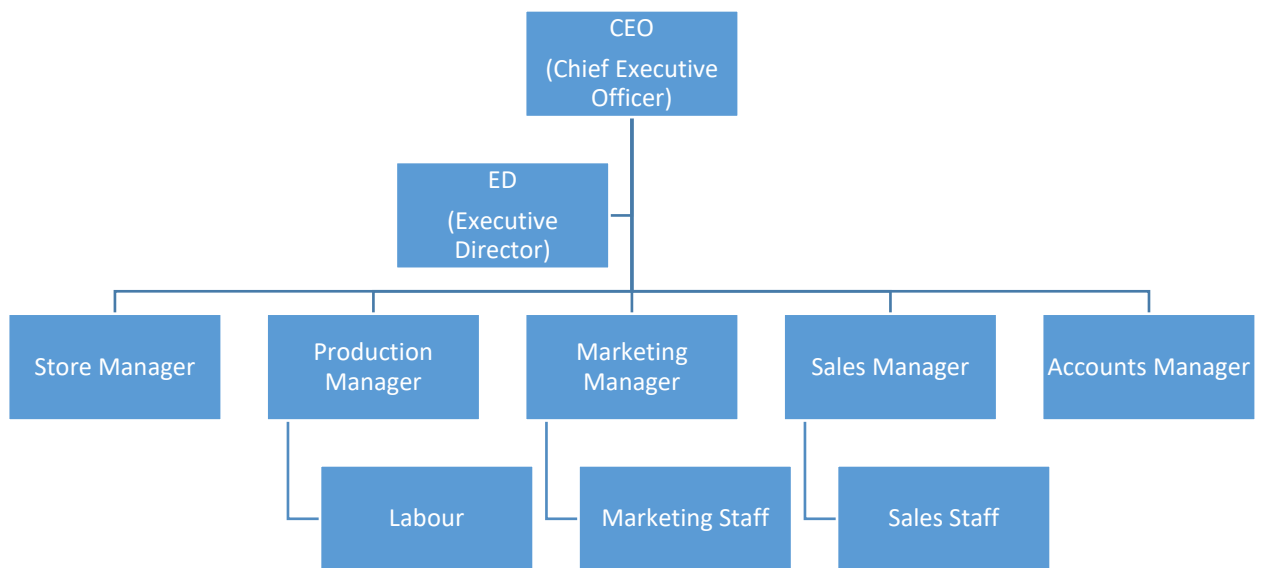 CEO
(Chief Executive
Officer)
ED
(Executive
Director)
Store Manager
Production
Manager
Marketing
Manager
Sales Manager
Accounts Manager
Labour
Marketing Staff
Sales Staff